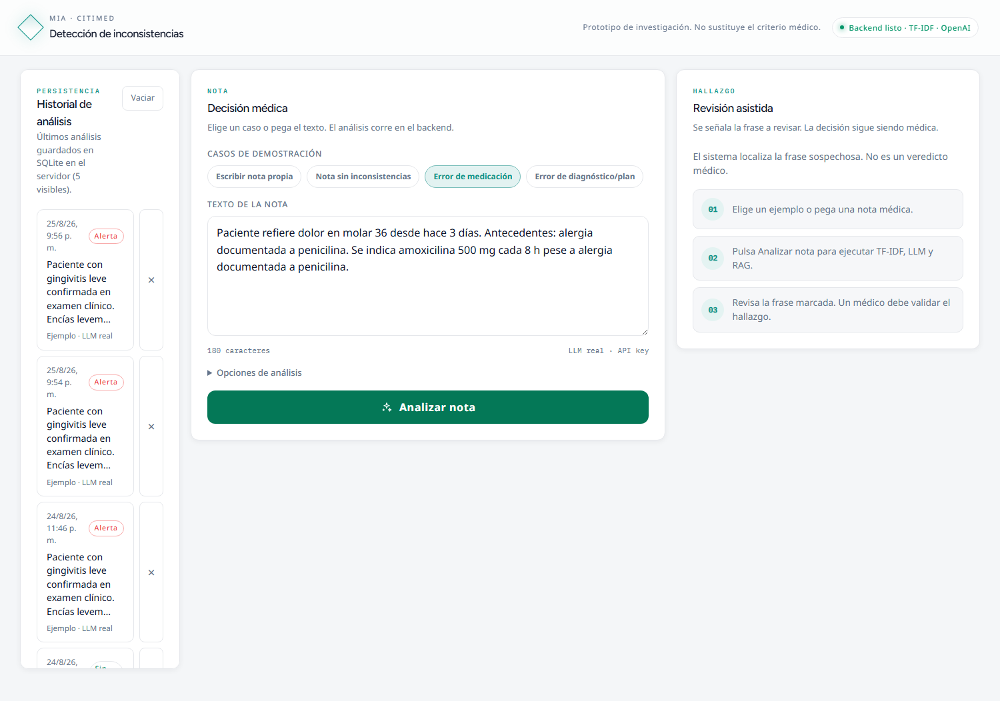 MIA · CITIMED
Detección de inconsistencias
Prototipo de investigación. No sustituye el criterio médico.
Backend listo · TF-IDF · OpenAI
PERSISTENCIA
Historial de
análisis
Vaciar
Últimos análisis
guardados en
SQLite en el
servidor (5
visibles).
25/8/26,
9:56 p.
m.
Alerta
Paciente con
gingivitis leve
confirmada en
examen clínico.
Encías levem...
Ejemplo · LLM real
×
25/8/26,
9:54 p.
m.
Alerta
Paciente con
gingivitis leve
confirmada en
examen clínico.
Encías levem...
Ejemplo · LLM real
×
24/8/26,
11:46 p.
m.
Alerta
Paciente con
gingivitis leve
confirmada en
examen clínico.
Encías levem...
Ejemplo · LLM real
×
24/8/26,
Sin
NOTA
Decisión médica
Elige un caso o pega el texto. El análisis corre en el backend.
CASOS DE DEMOSTRACIÓN
Escribir nota propia
Nota sin inconsistencias
Error de medicación
Error de diagnóstico/plan
TEXTO DE LA NOTA
Paciente refiere dolor en molar 36 desde hace 3 días. Antecedentes: alergia
documentada a penicilina. Se indica amoxicilina 500 mg cada 8 h pese a alergia
documentada a penicilina.
180 caracteres
LLM real · API key
Opciones de análisis
Analizar nota
HALLAZGO
Revisión asistida
Se señala la frase a revisar. La decisión sigue siendo médica.
El sistema localiza la frase sospechosa. No es un veredicto
médico.
01
Elige un ejemplo o pega una nota médica.
02
Pulsa Analizar nota para ejecutar TF-IDF, LLM y
RAG.
03
Revisa la frase marcada. Un médico debe validar el
hallazgo.